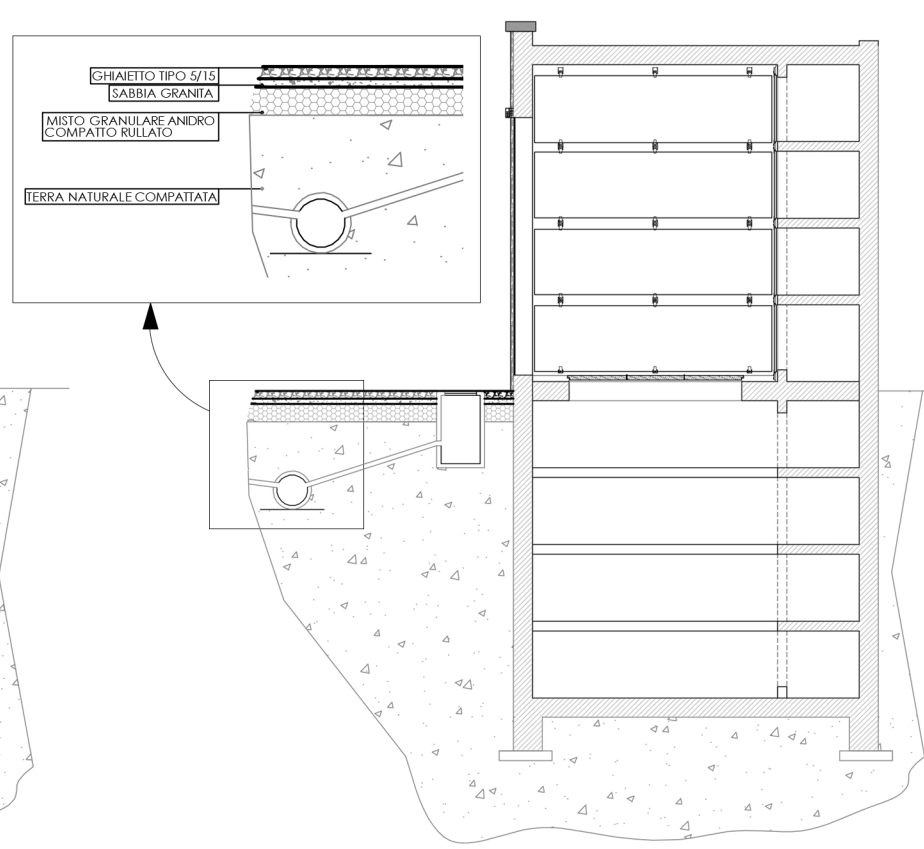 GHIAIETTO TIPO 5/15
SABBIA GRANITA
MISTO GRANULARE ANIDRO
COMPATTO RULLATO
TERRA NATURALE COMPATTATA